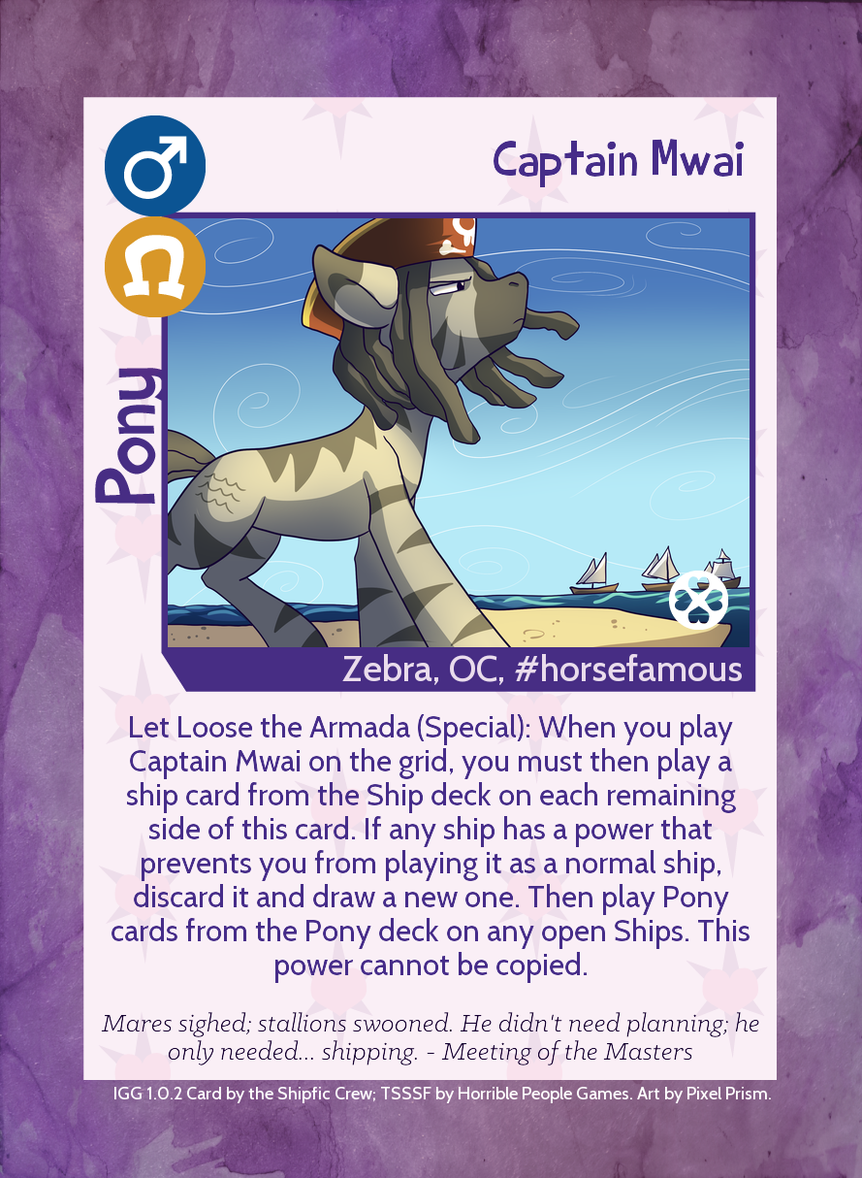 Captain Mwai
Pony
Zebra, OC, #horsefamous
Let Loose the Armada (Special): When you play
Captain Mwai on the grid, you must then play a
ship card from the Ship deck on each remaining
side of this card. If any ship has a power that
prevents you from playing it as a normal ship,
discard it and draw a new one. Then play Pony
cards from the Pony deck on any open Ships. This
power cannot be copied.
Mares sighed; stallions swooned. He didn't need planning; he
only needed... shipping. - Meeting of the Masters
IGG 1.0.2 Card by the Shipfic Crew; TSSSF by Horrible People Games. Art by Pixel Prism.